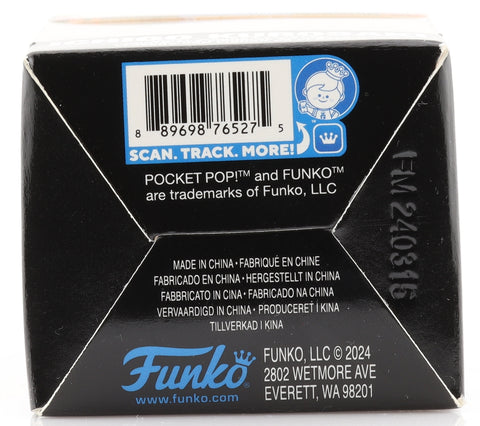 8 89698 76527 5
SCAN. TRACK. MORE!
POCKET POP!™ and FUNKO™
are trademarks of Funko, LLC
HM 240316
MADE IN CHINA • FABRIQUÉ EN CHINE
FABRICADO EN CHINA • HERGESTELLT IN CHINA
FABBRICATO IN CINA • FABRICADO NA CHINA
VERVAARDIGD IN CHINA • PRODUCERET I KINA
TILLVERKAD I KINA
Funko
www.funko.com
FUNKO, LLC © 2024
2802 WETMORE AVE
EVERETT, WA 98201